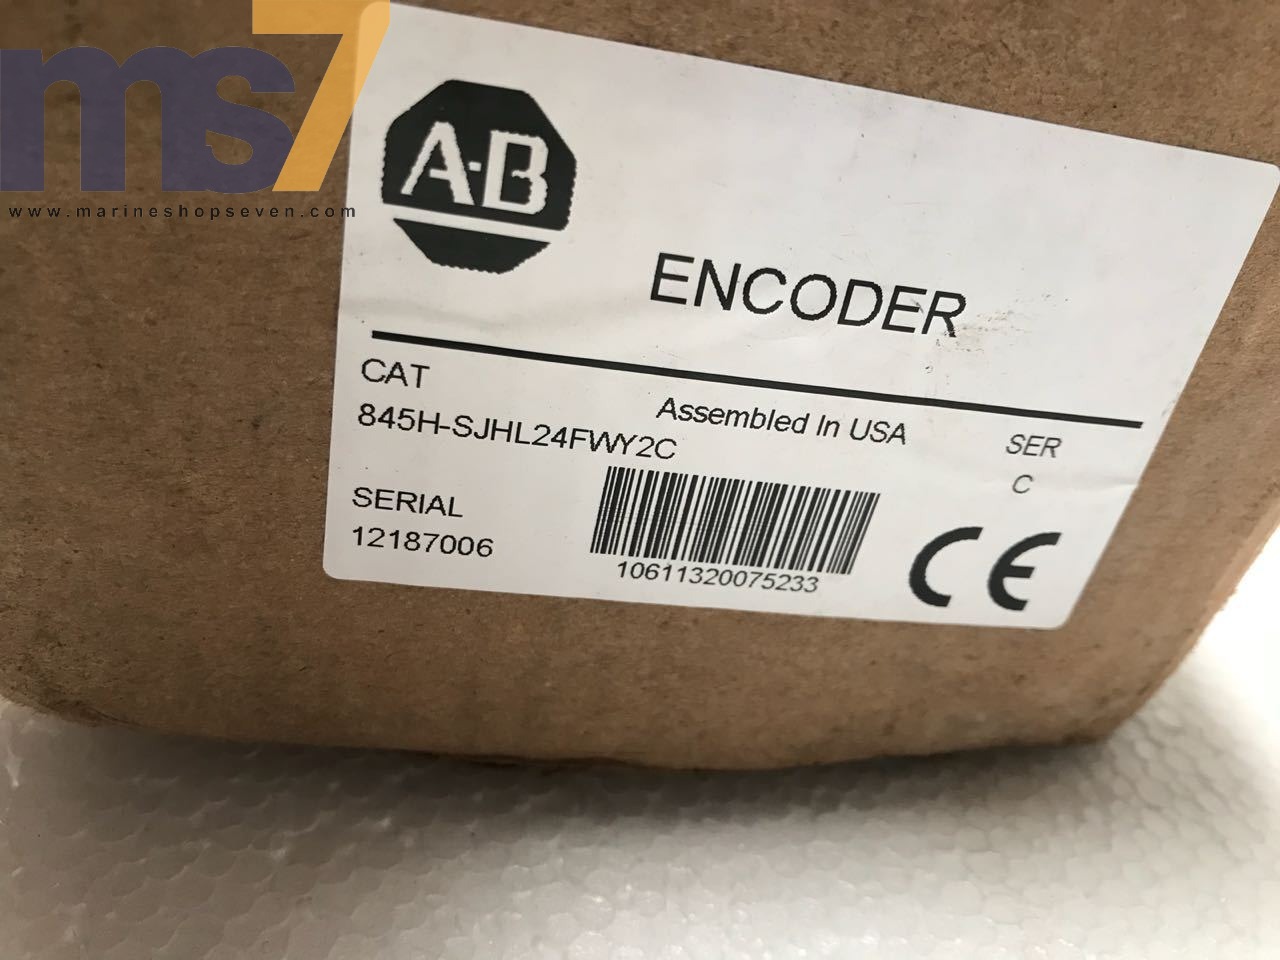 ms7
www.marineshopseven.com
A-B
ENCODER
CAT
845H-SJHL24FWY2C
Assembled In USA
SER
C
SERIAL
12187006
10611320075233
CE